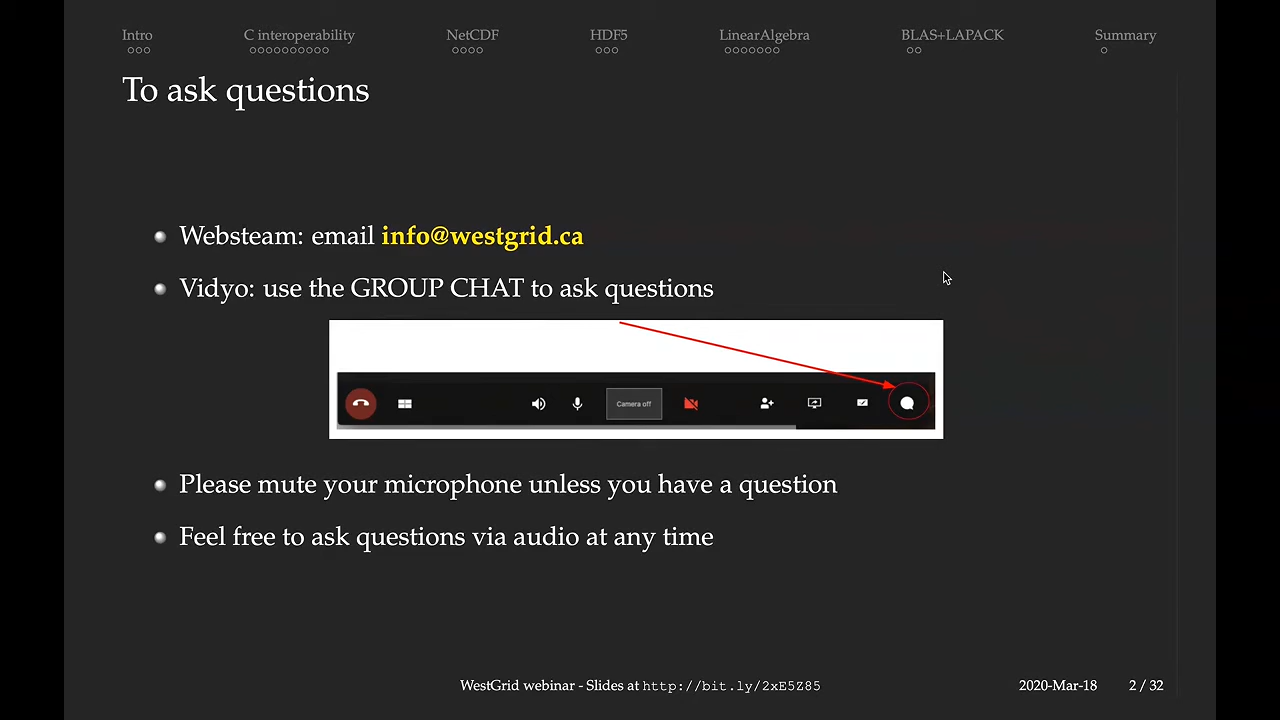 Intro C interoperability NetCDF HDF5 LinearAlgebra BLAS+LAPACK Summary
To ask questions
Websteam: email info@westgrid.ca
Vidyo: use the GROUP CHAT to ask questions
Camera off
Please mute your microphone unless you have a question
Feel free to ask questions via audio at any time
WestGrid webinar - Slides at http://bit.ly/2xE5Z85 2020-Mar-18 2 / 32